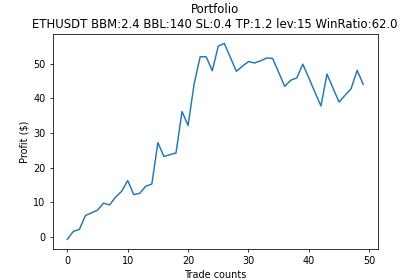 Portfolio
ETHUSDT BBM:2.4 BBL:140 SL:0.4 TP:1.2 lev:15 WinRatio:62.0
50
40
30
20
10
0
Profit ($)
0 10 20 30 40 50
Trade counts